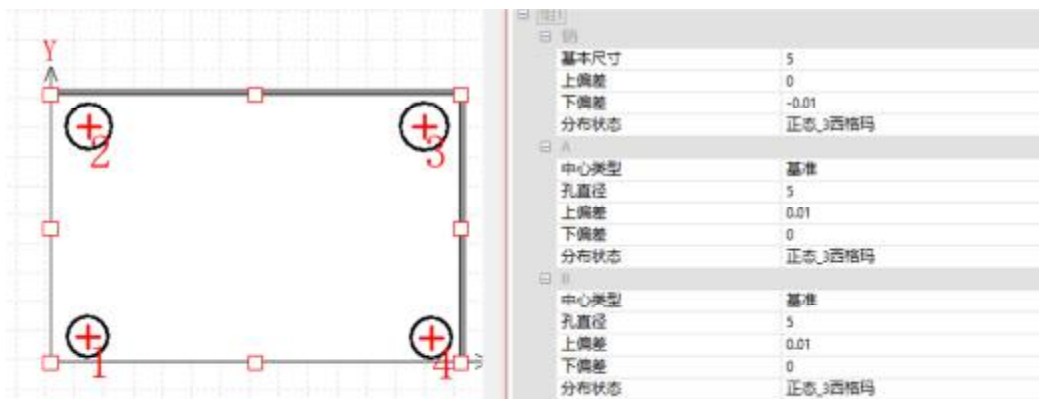 Y
2
3
1
4
组1
销
基本尺寸 5
上偏差 0
下偏差 -0.01
分布状态 正态_3西格玛
A
中心类型 基准
孔直径 5
上偏差 0.01
下偏差 0
分布状态 正态_3西格玛
B
中心类型 基准
孔直径 5
上偏差 0.01
下偏差 0
分布状态 正态_3西格玛